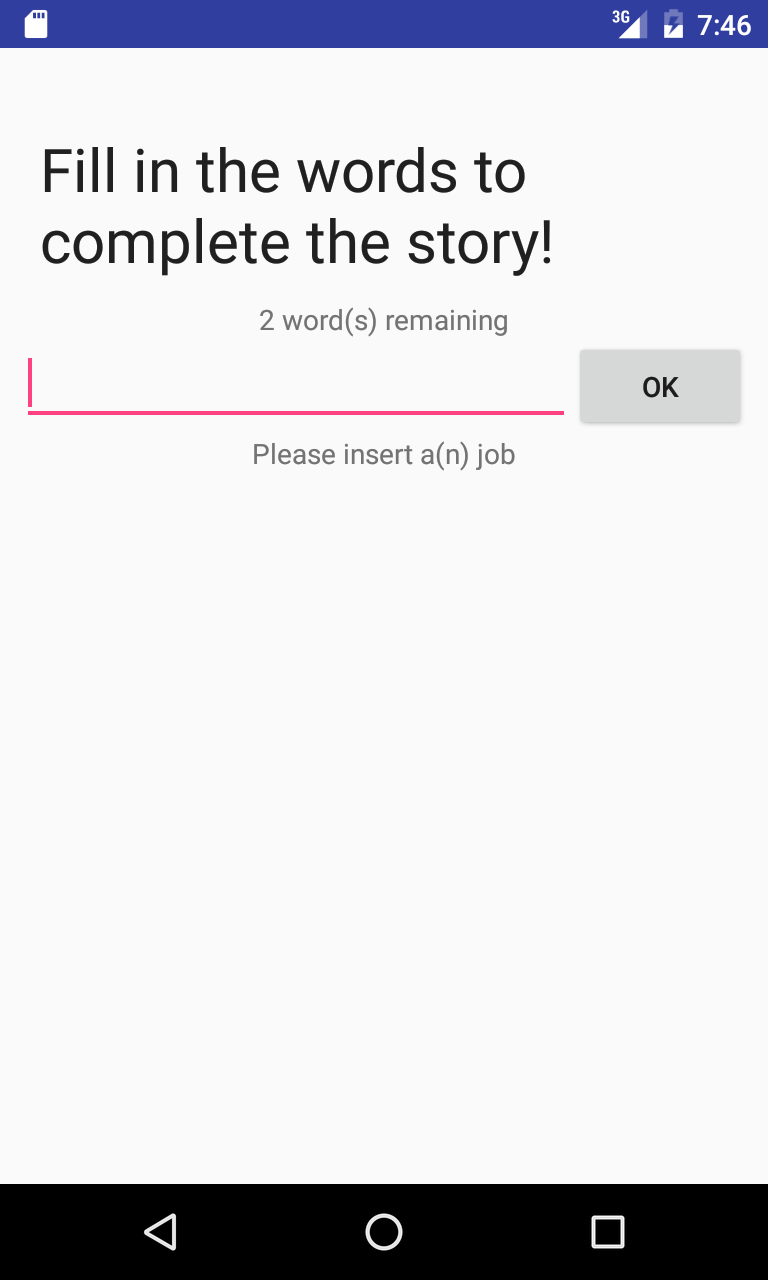 3G 7:46
Fill in the words to
complete the story!
2 word(s) remaining
OK
Please insert a(n) job